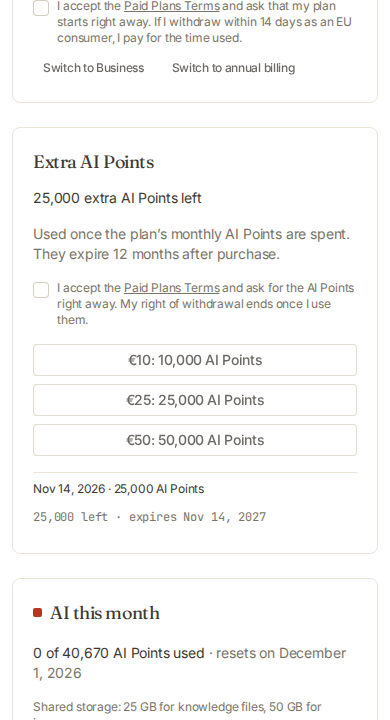 I accept the Paid Plans Terms and ask that my plan
starts right away. If I withdraw within 14 days as an EU
consumer, I pay for the time used.
Switch to Business Switch to annual billing
Extra AI Points
25,000 extra AI Points left
Used once the plan's monthly AI Points are spent.
They expire 12 months after purchase.
I accept the Paid Plans Terms and ask for the AI Points
right away. My right of withdrawal ends once I use
them.
€10: 10,000 AI Points
€25: 25,000 AI Points
€50: 50,000 AI Points
Nov 14, 2026 · 25,000 AI Points
25,000 left · expires Nov 14, 2027
AI this month
0 of 40,670 AI Points used · resets on December
1, 2026
Shared storage: 25 GB for knowledge files, 50 GB for